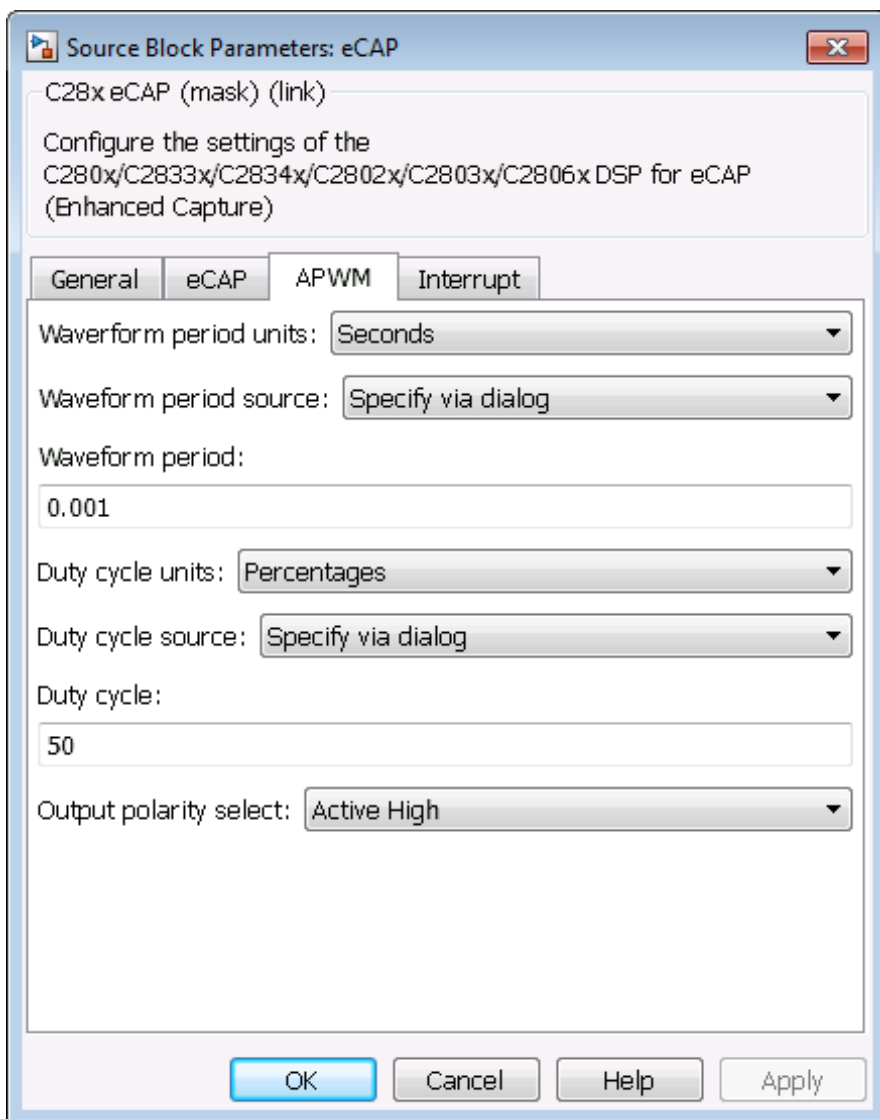 Source Block Parameters: eCAP
C28x eCAP (mask) (link)
Configure the settings of the
C280x/C2833x/C2834x/C2802x/C2803x/C2806x DSP for eCAP
(Enhanced Capture)
General eCAP APWM Interrupt
Waverform period units: Seconds
Waveform period source: Specify via dialog
Waveform period:
0.001
Duty cycle units: Percentages
Duty cycle source: Specify via dialog
Duty cycle:
50
Output polarity select: Active High
OK Cancel Help Apply